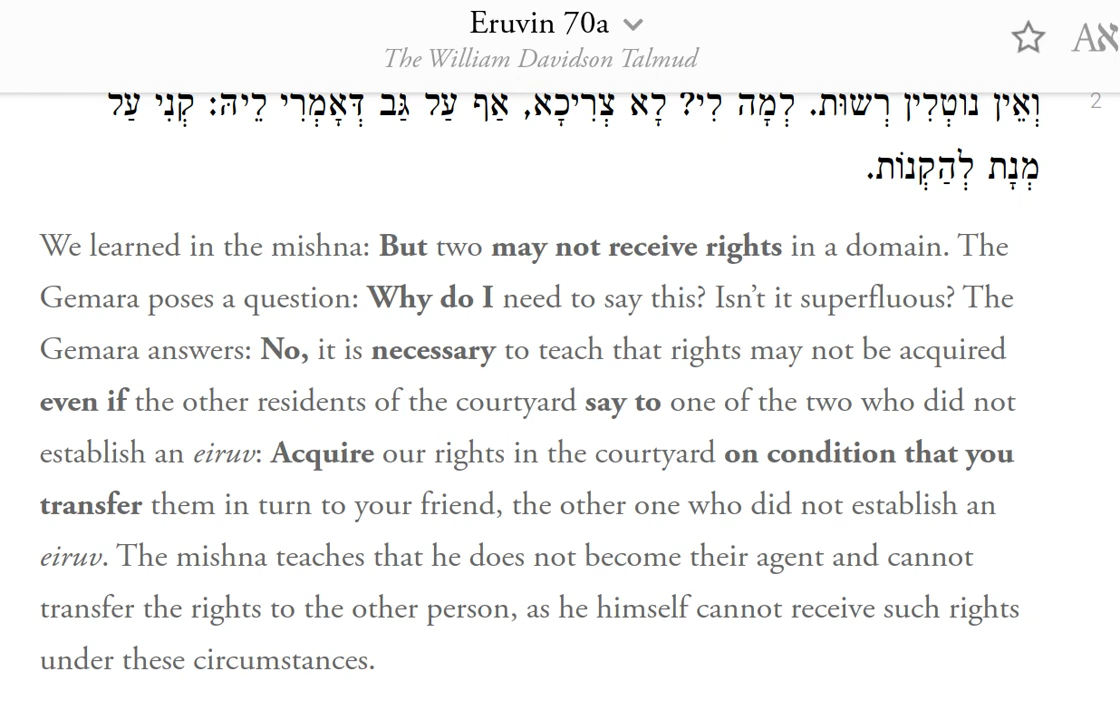 Eruvin 70a
The William Davidson Talmud
Aא
וְאֵין נוֹטְלִין רְשׁוּת. לְמָה לִי? לָא צְרִיכָא, אַף עַל גַּב דְּאָמְרִי לֵיהּ: קְנִי עַל
2
מְנָת לְהַקְנוֹת.
We learned in the mishna: But two may not receive rights in a domain. The
Gemara poses a question: Why do I need to say this? Isn’t it superfluous? The
Gemara answers: No, it is necessary to teach that rights may not be acquired
even if the other residents of the courtyard say to one of the two who did not
establish an eiruv: Acquire our rights in the courtyard on condition that you
transfer them in turn to your friend, the other one who did not establish an
eiruv. The mishna teaches that he does not become their agent and cannot
transfer the rights to the other person, as he himself cannot receive such rights
under these circumstances.